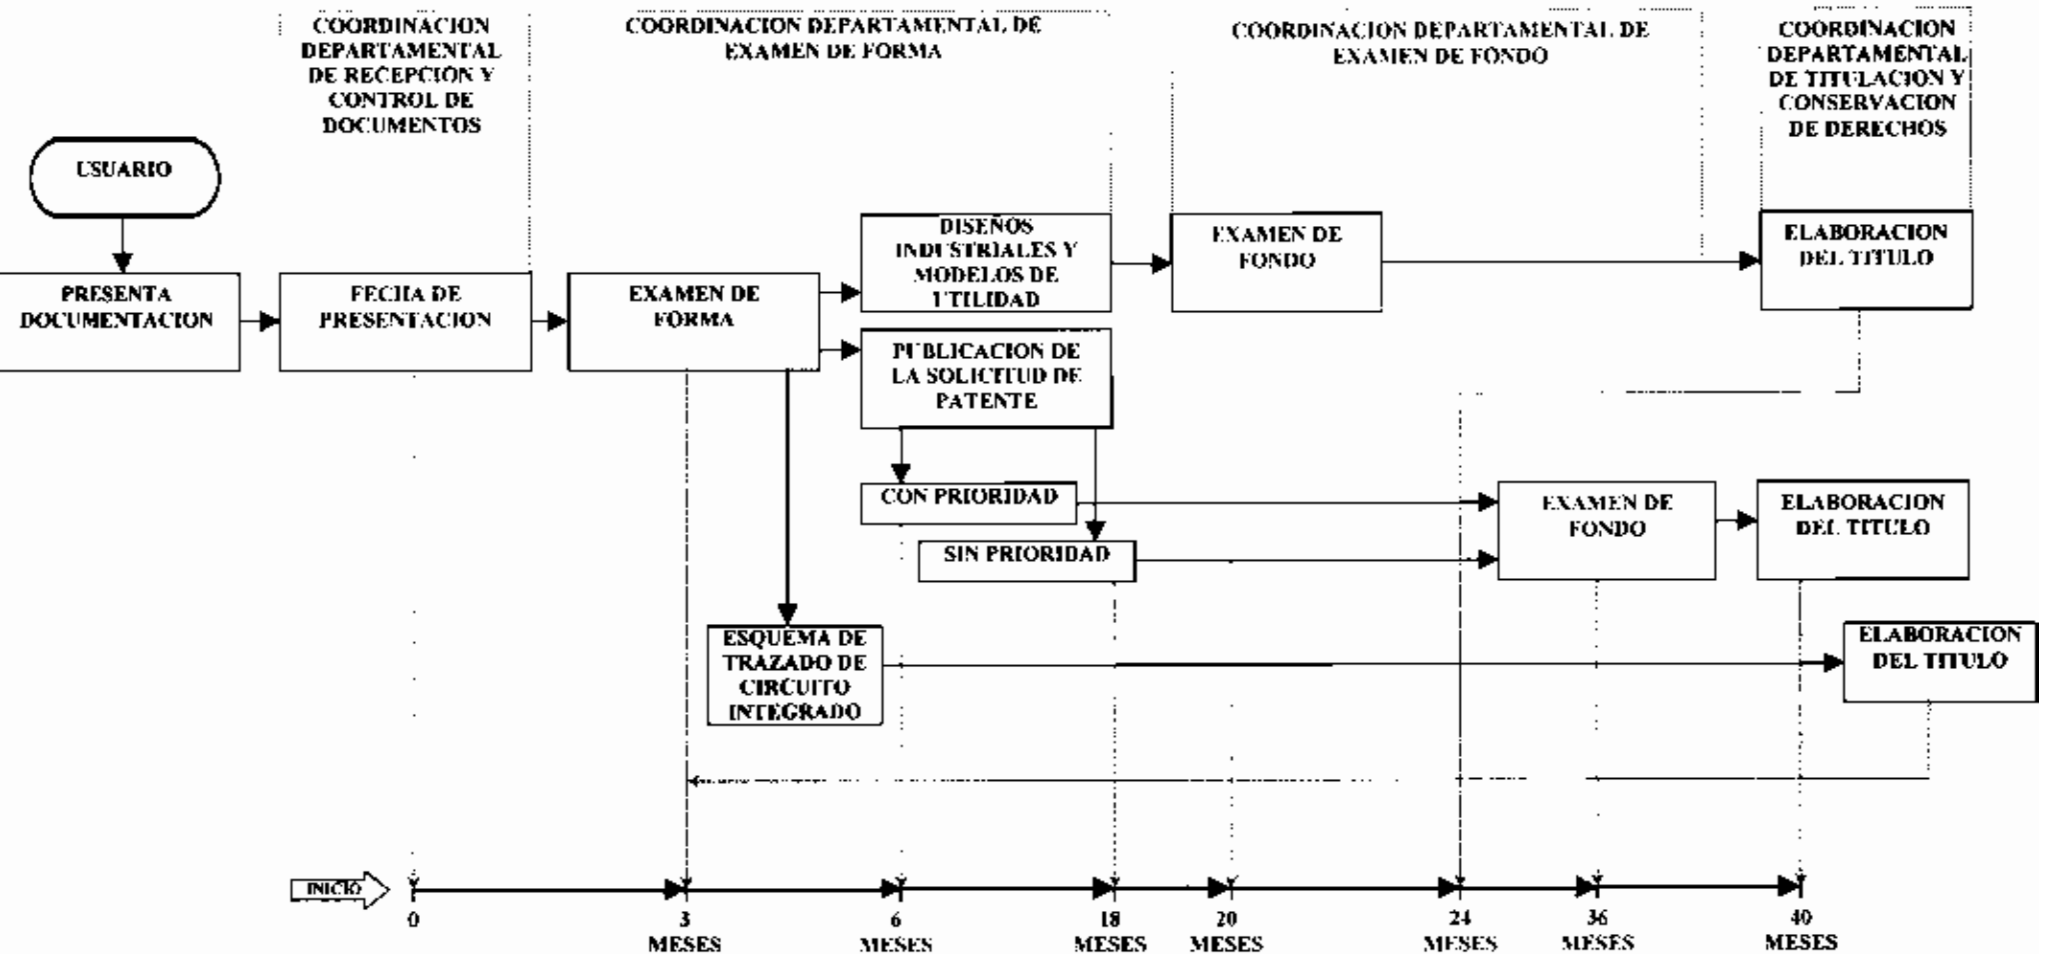 COORDINACION
DEPARTAMENTAL
DE RECEPCION Y
CONTROL DE
DOCUMENTOS
COORDINACION DEPARTAMENTAL DE
EXAMEN DE FORMA
COORDINACION DEPARTAMENTAL DE
EXAMEN DE FONDO
COORDINACION
DEPARTAMENTAL
DE TITULACION Y
CONSERVACION
DE DERECHOS
USUARIO
PRESENTA
DOCUMENTACION
FECHA DE
PRESENTACION
EXAMEN DE
FORMA
DISEÑOS
INDUSTRIALES Y
MODELOS DE
UTILIDAD
EXAMEN DE
FONDO
ELABORACION
DEL TITULO
PUBLICACION DE
LA SOLICITUD DE
PATENTE
CON PRIORIDAD
SIN PRIORIDAD
EXAMEN DE
FONDO
ELABORACION
DEL TITULO
ESQUEMA DE
TRAZADO DE
CIRCUITO
INTEGRADO
ELABORACION
DEL TITULO
INICIO
0
3
MESES
6
MESES
18
MESES
20
MESES
24
MESES
36
MESES
40
MESES